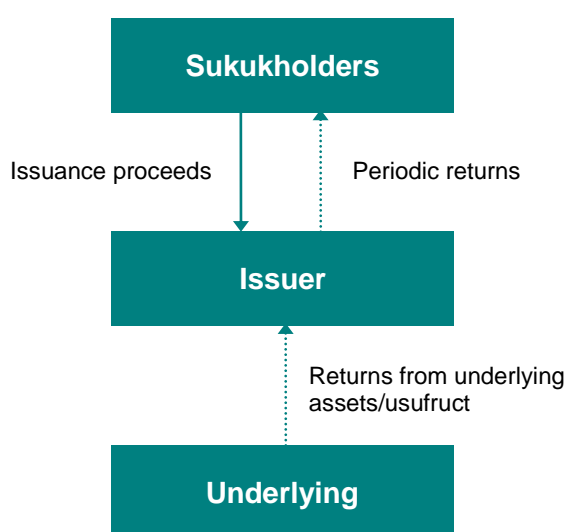 Sukukholders
Issuance proceeds
Periodic returns
Issuer
Returns from underlying
assets/usufruct
Underlying